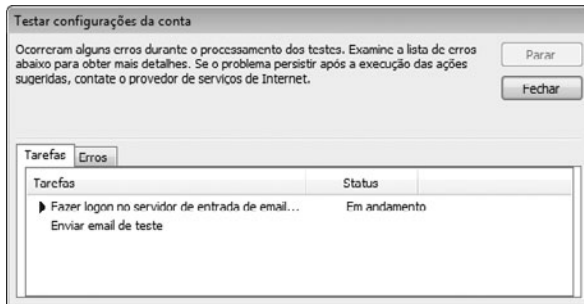 Testar configurações da conta
Ocorreram alguns erros durante o processamento dos testes. Examine a lista de erros
abaixo para obter mais detalhes. Se o problema persistir após a execução das ações
sugeridas, contate o provedor de serviços de Internet.
Parar
Fechar
Tarefas Erros
Tarefas Status
Fazer logon no servidor de entrada de email... Em andamento
Enviar email de teste